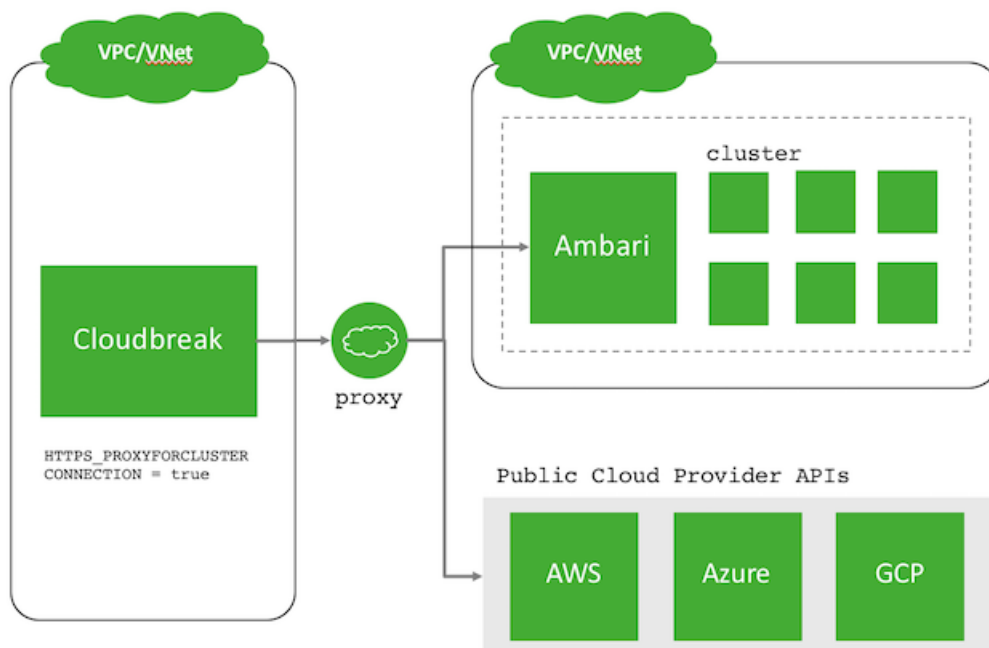 VPC/VNet
VPC/VNet
cluster
Ambari
Cloudbreak
proxy
HTTPS_PROXYFORCLUSTER
CONNECTION = true
Public Cloud Provider APIs
AWS
Azure
GCP